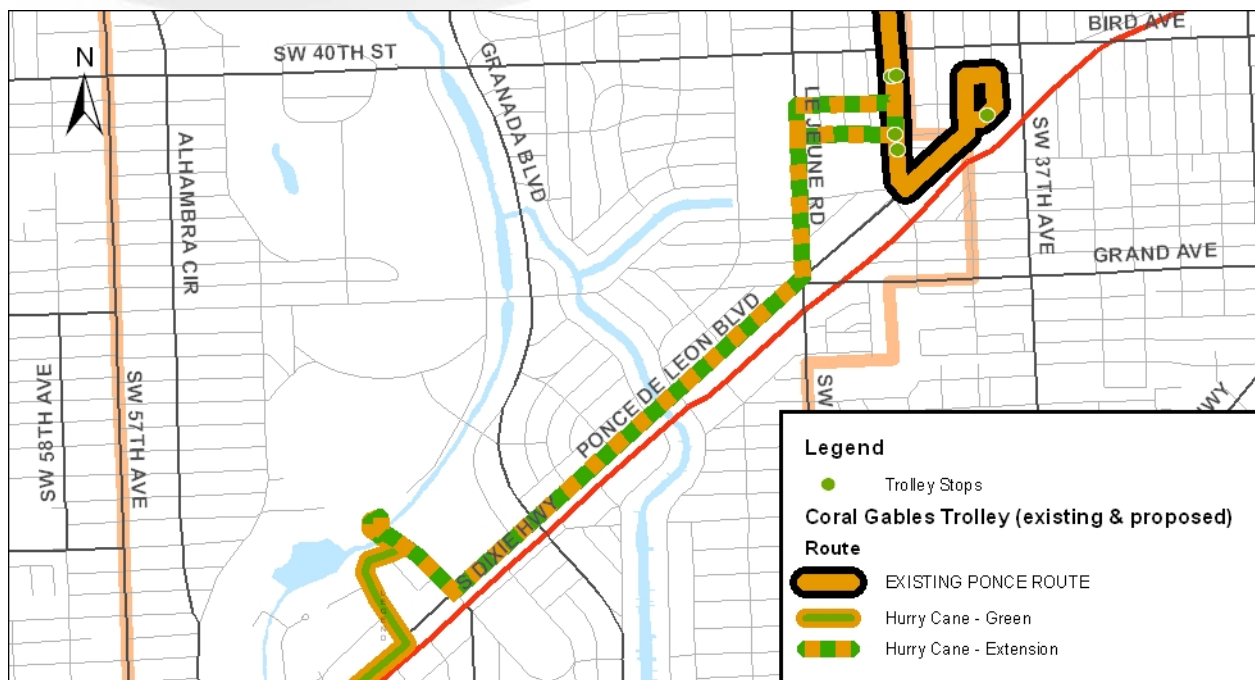 BIRD AVE
SW 40TH ST
N
GRANADA BLVD
LE JEUNE RD
SW 37TH AVE
ALHAMBRA CIR
GRAND AVE
PONCE DE LEON BLVD
SW 58TH AVE
SW 57TH AVE
SW
HWY
S DIXIE HWY
Legend
Trolley Stops
Coral Gables Trolley (existing & proposed)
Route
EXISTING PONCE ROUTE
Hurry Cane - Green
Hurry Cane - Extension